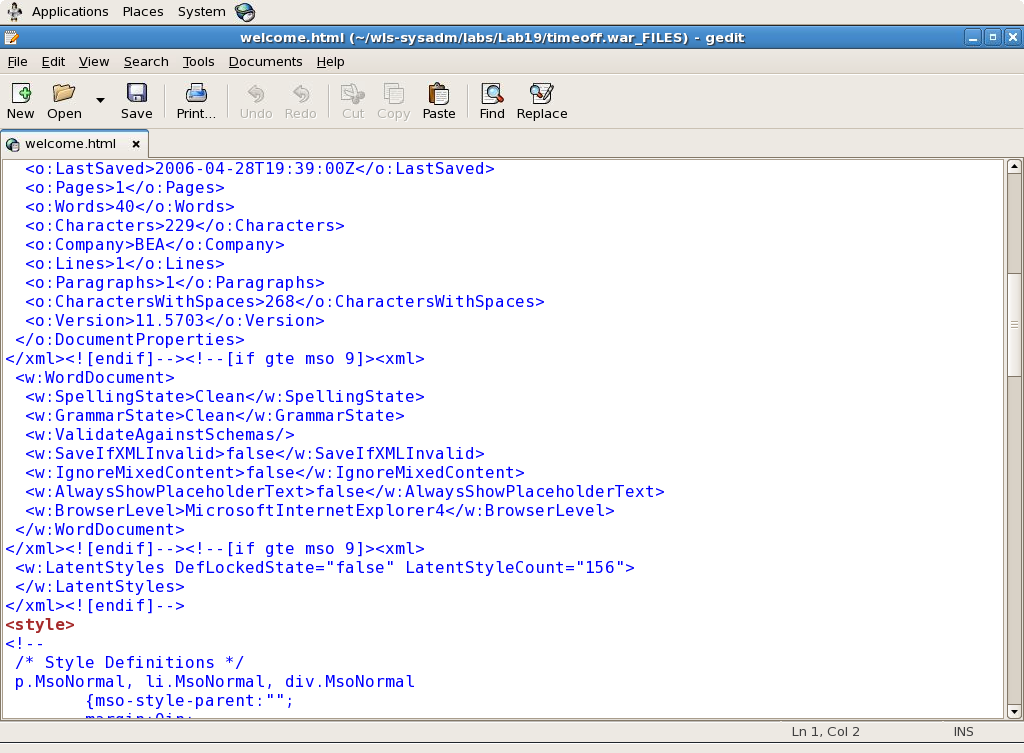 Applications Places System
welcome.html (~/wls-sysadm/labs/Lab19/timeoff.war_FILES) - gedit
File Edit View Search Tools Documents Help
New Open Save Print... Undo Redo Cut Copy Paste Find Replace
welcome.html
<o:LastSaved>2006-04-28T19:39:00Z</o:LastSaved>
<o:Pages>1</o:Pages>
<o:Words>40</o:Words>
<o:Characters>229</o:Characters>
<o:Company>BEA</o:Company>
<o:Lines>1</o:Lines>
<o:Paragraphs>1</o:Paragraphs>
<o:CharactersWithSpaces>268</o:CharactersWithSpaces>
<o:Version>11.5703</o:Version>
</o:DocumentProperties>
</xml><![endif]--><!--[if gte mso 9]><xml>
<w:WordDocument>
<w:SpellingState>Clean</w:SpellingState>
<w:GrammarState>Clean</w:GrammarState>
<w:ValidateAgainstSchemas/>
<w:SaveIfXMLInvalid>false</w:SaveIfXMLInvalid>
<w:IgnoreMixedContent>false</w:IgnoreMixedContent>
<w:AlwaysShowPlaceholderText>false</w:AlwaysShowPlaceholderText>
<w:BrowserLevel>MicrosoftInternetExplorer4</w:BrowserLevel>
</w:WordDocument>
</xml><![endif]--><!--[if gte mso 9]><xml>
<w:LatentStyles DefLockedState="false" LatentStyleCount="156">
</w:LatentStyles>
</xml><![endif]-->
<style>
<!--
/* Style Definitions */
p.MsoNormal, li.MsoNormal, div.MsoNormal
{mso-style-parent:"";
margin:0in;
Ln 1, Col 2 INS